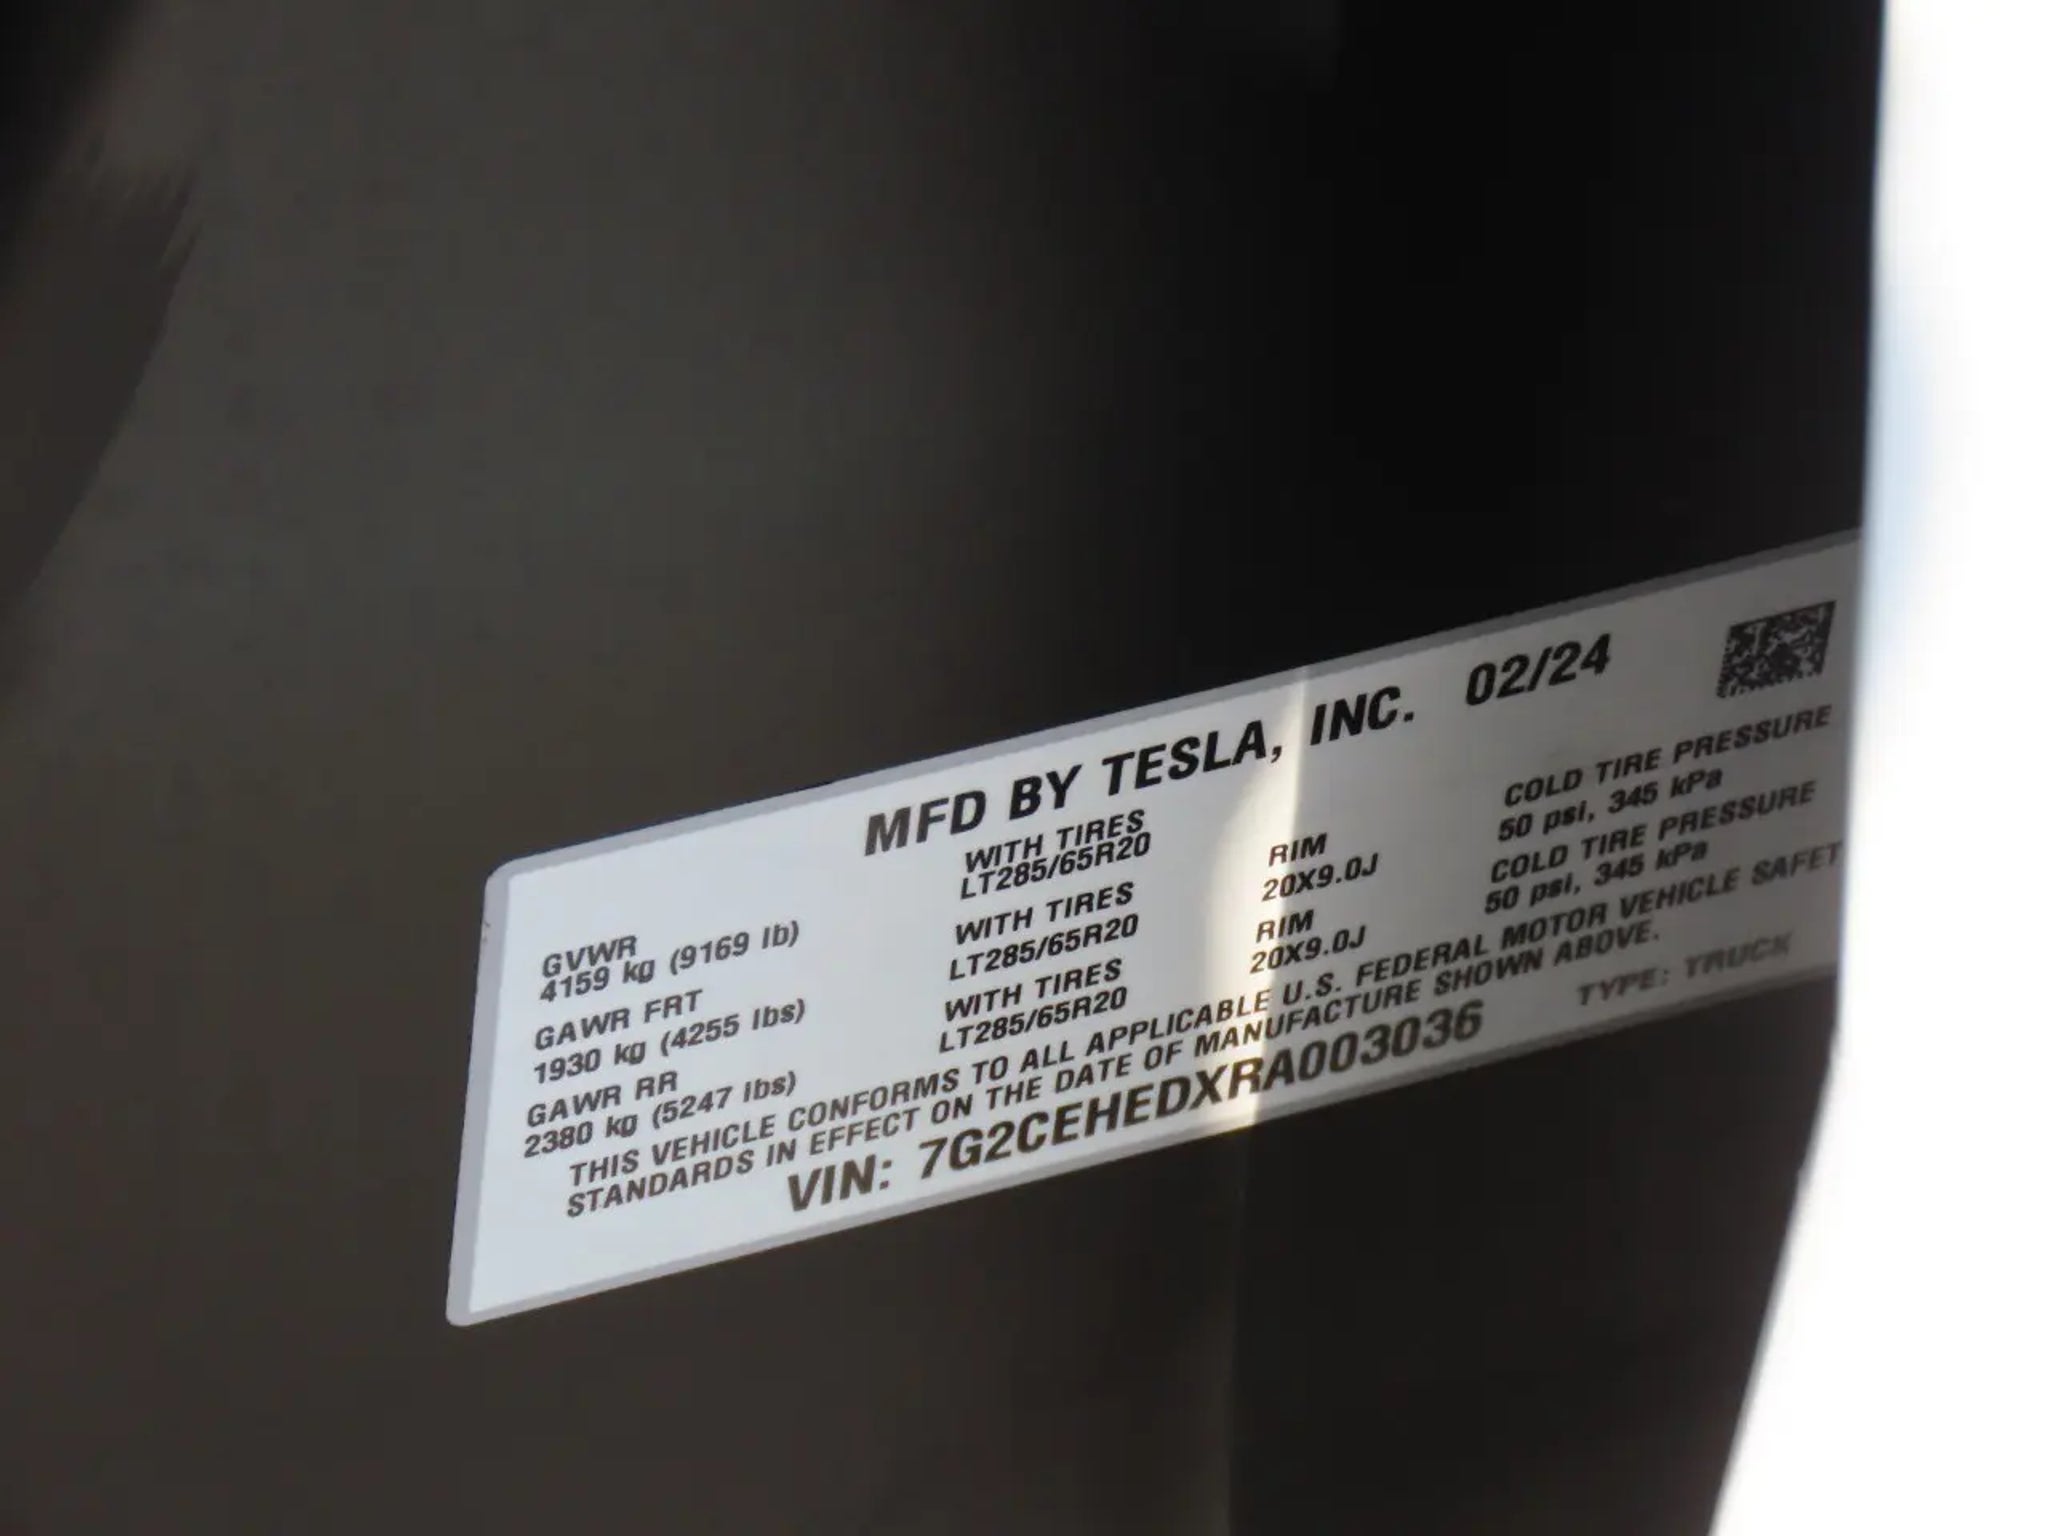 MFD BY TESLA, INC. 02/24
GVWR
4159 kg (9169 lb)
WITH TIRES
LT285/65R20
RIM
20X9.0J
COLD TIRE PRESSURE
50 psi, 345 kPa
GAWR FRT
1930 kg (4255 lbs)
WITH TIRES
LT285/65R20
RIM
20X9.0J
COLD TIRE PRESSURE
50 psi, 345 kPa
GAWR RR
2380 kg (5247 lbs)
WITH TIRES
LT285/65R20
THIS VEHICLE CONFORMS TO ALL APPLICABLE U.S. FEDERAL MOTOR VEHICLE SAFET
STANDARDS IN EFFECT ON THE DATE OF MANUFACTURE SHOWN ABOVE.
VIN: 7G2CEHEDXRA003036 TYPE: TRUCK